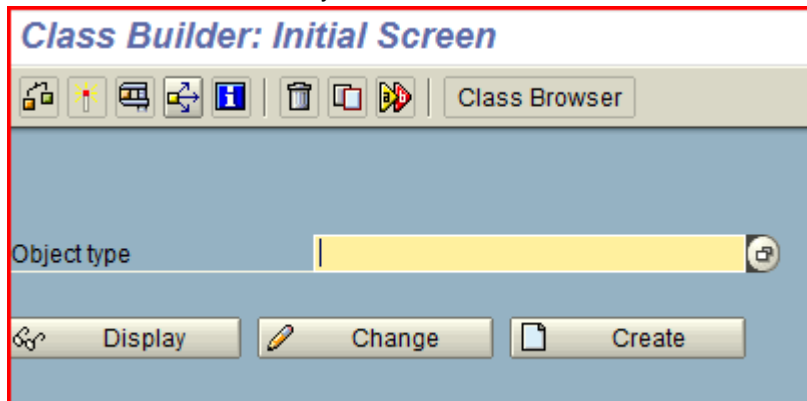 Class Builder: Initial Screen
Class Browser
Object type
Display Change Create